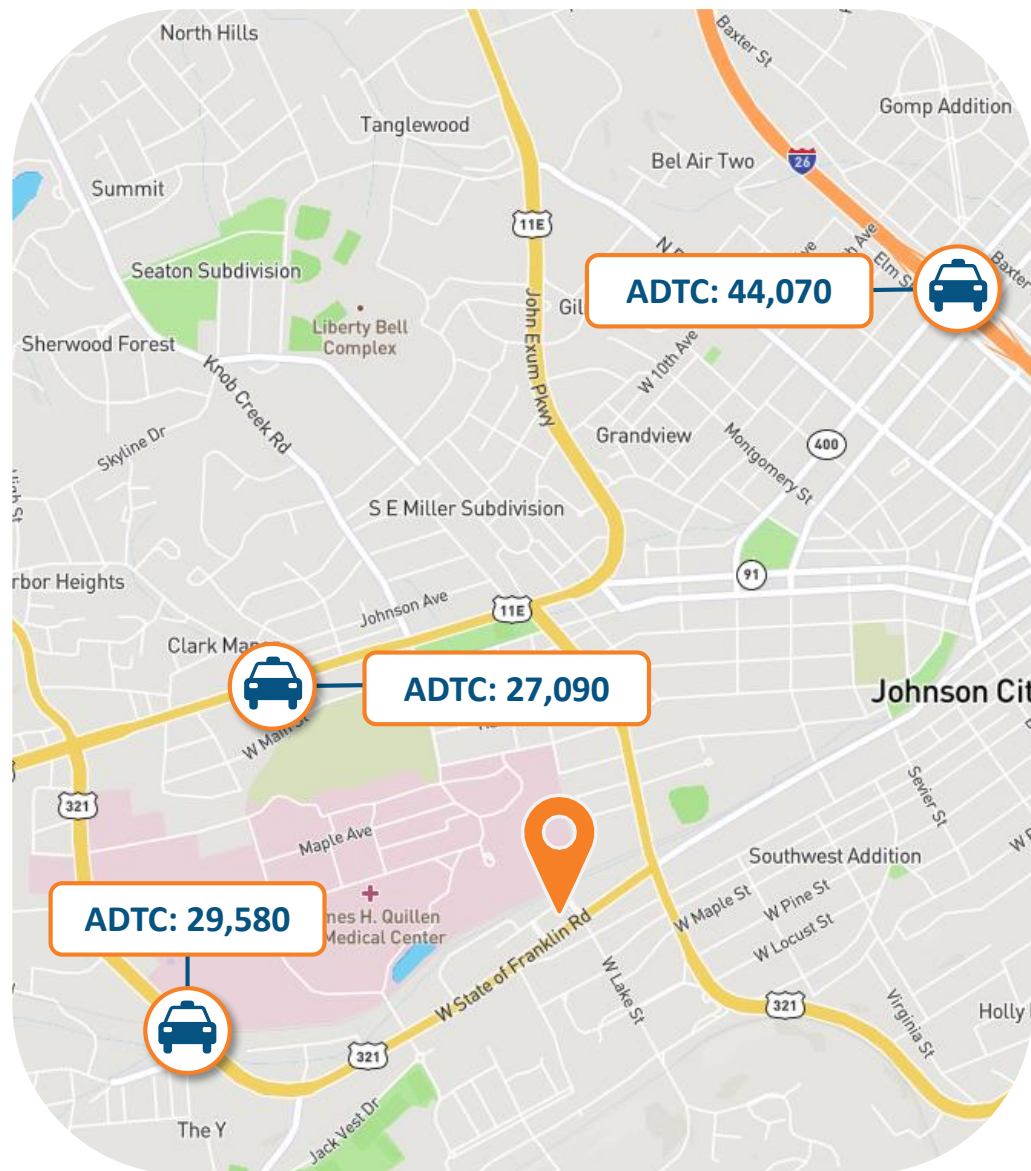 North Hills
Baxter St
Gomp Addition
Tanglewood
Bel Air Two
26
Summit
11E
Elm St
Baxter
Seaton Subdivision
ADTC: 44,070
Liberty Bell
Complex
Sherwood Forest
John Exum Pkwy
W 10th Ave
Knob Creek Rd
Grandview
Montgomery St
400
Skyline Dr
S E Miller Subdivision
91
Johnson Ave
11E
ADTC: 27,090
W Main St
321
Maple Ave
Sevier St
Southwest Addition
ADTC: 29,580
Medical Center
W Maple St
W Pine St
W Locust St
W State of Franklin Rd
W Lake St
Virginia St
321
321
The Y
Jack Vest Dr